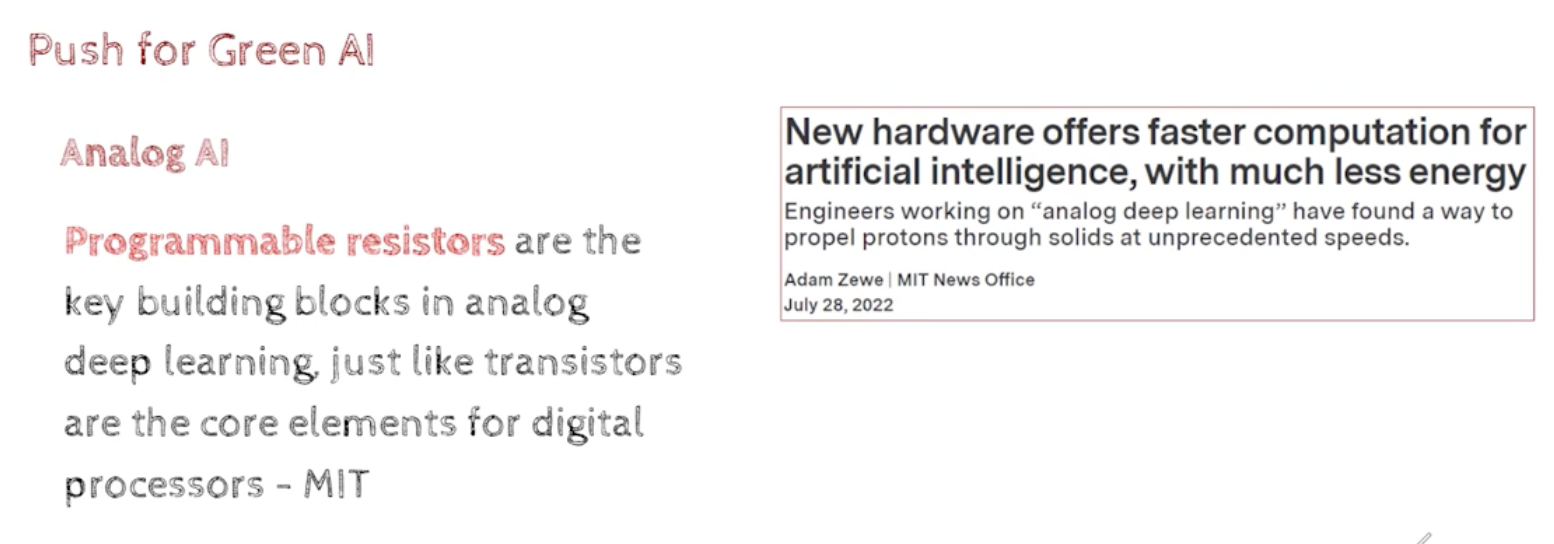 Push for Green AI
Analog AI
Programmable resistors are the
key building blocks in analog
deep learning, just like transistors
are the core elements for digital
processors - MIT
New hardware offers faster computation for
artificial intelligence, with much less energy
Engineers working on “analog deep learning” have found a way to
propel protons through solids at unprecedented speeds.
Adam Zewe | MIT News Office
July 28, 2022